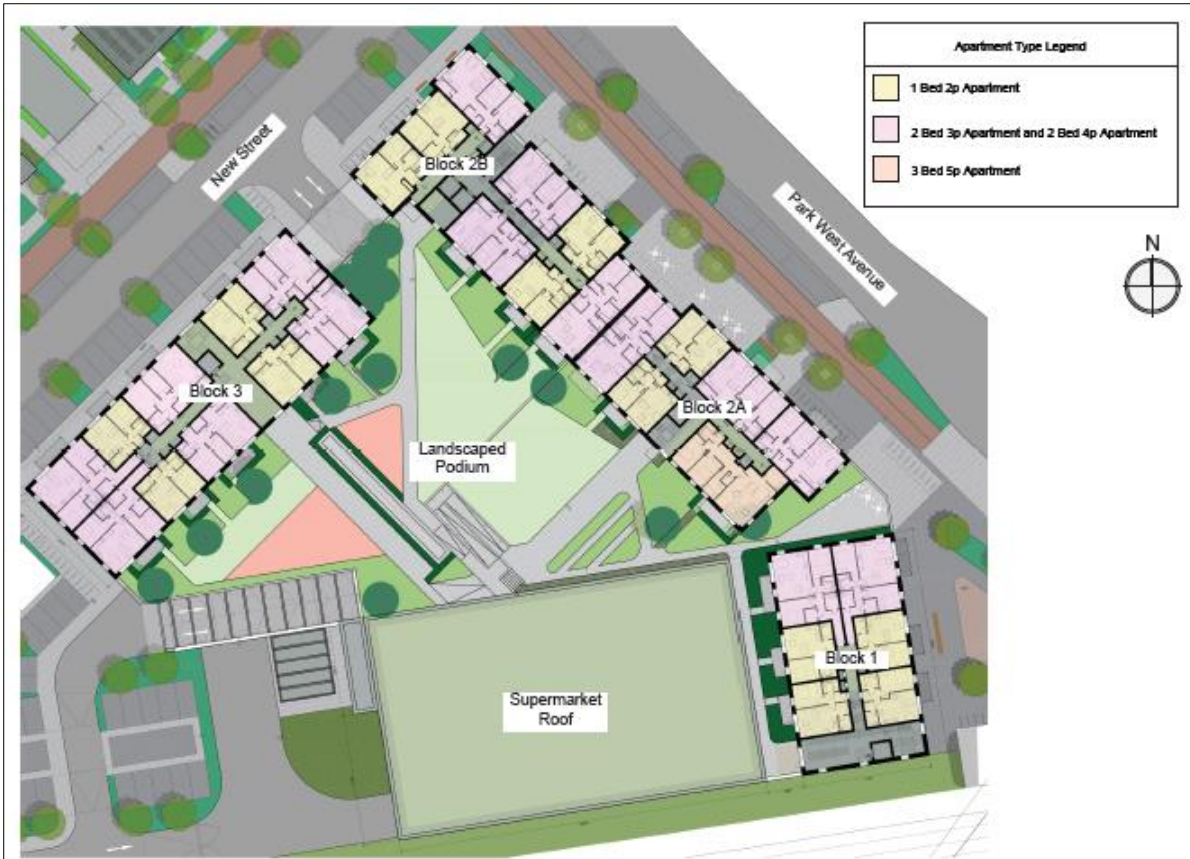 Apartment Type Legend
1 Bed 2p Apartment
2 Bed 3p Apartment and 2 Bed 4p Apartment
3 Bed 5p Apartment
N
New Street
Park West Avenue
Block 2B
Block 3
Block 2A
Landscaped
Podium
Block 1
Supermarket
Roof